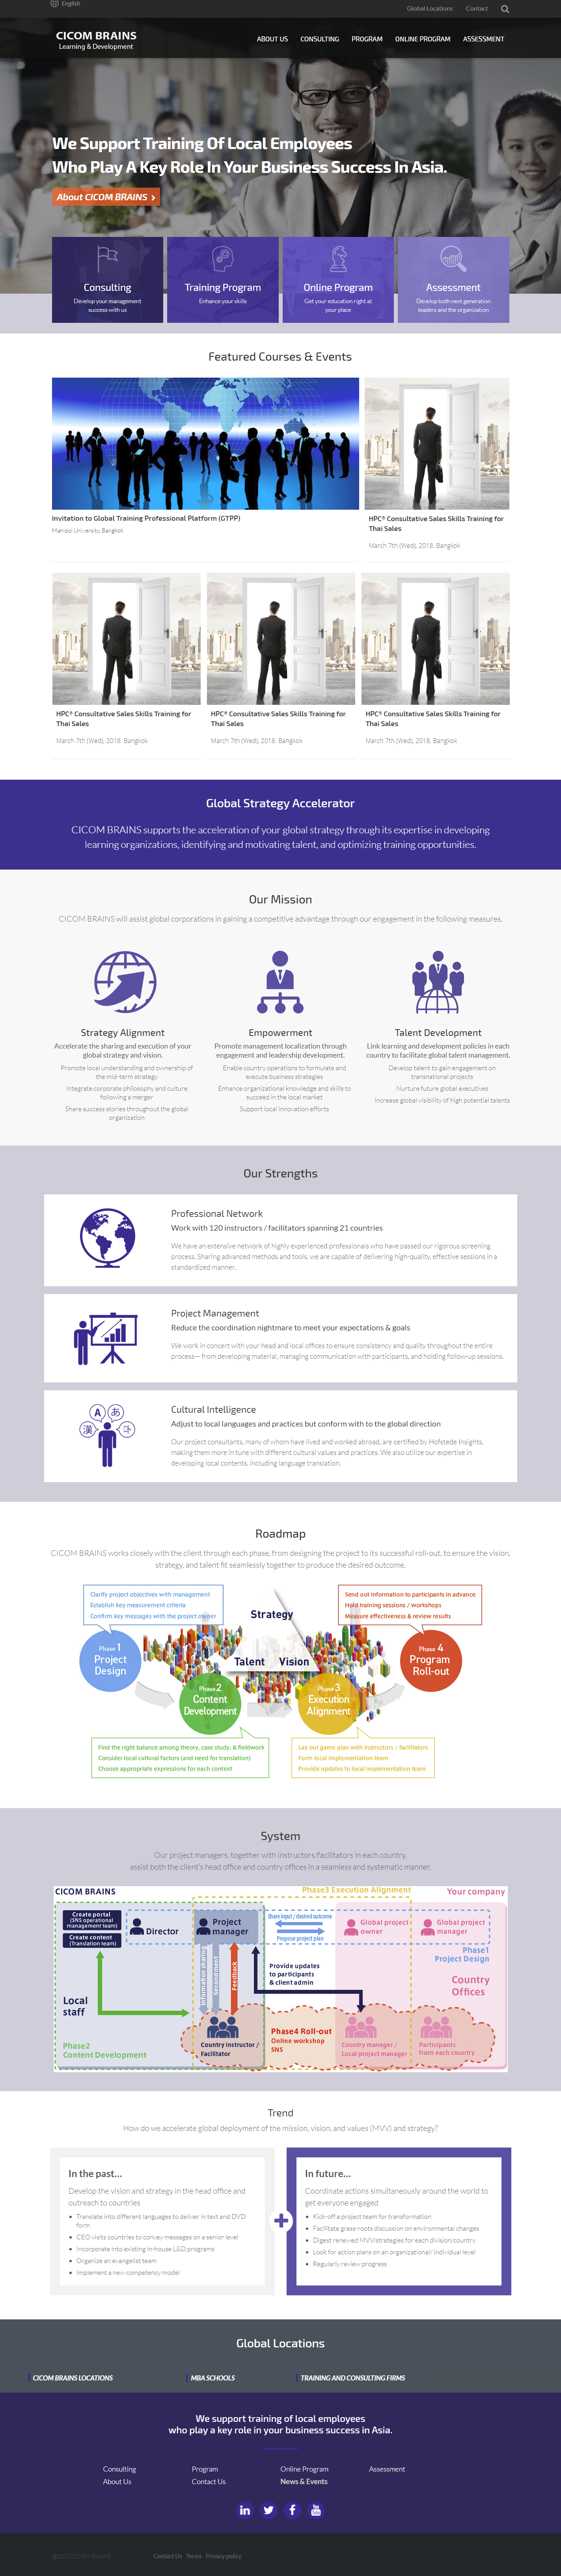 English
Global Locations
Contact
CICOM BRAINS
Learning & Development
ABOUT US
CONSULTING
PROGRAM
ONLINE PROGRAM
ASSESSMENT
We Support Training Of Local Employees
Who Play A Key Role In Your Business Success In Asia.
About CICOM BRAINS >
Consulting
Develop your management
success with us
Training Program
Enhance your skills
Online Program
Get your education right at
your place
Assessment
Develop both next generation
leaders and the organization
Featured Courses & Events
Invitation to Global Training Professional Platform (GTPP)
Mahidol University, Bangkok
HPC® Consultative Sales Skills Training for
Thai Sales
March 7th (Wed), 2018, Bangkok
HPC® Consultative Sales Skills Training for
Thai Sales
March 7th (Wed), 2018, Bangkok
HPC® Consultative Sales Skills Training for
Thai Sales
March 7th (Wed), 2018, Bangkok
HPC® Consultative Sales Skills Training for
Thai Sales
March 7th (Wed), 2018, Bangkok
Global Strategy Accelerator
CICOM BRAINS supports the acceleration of your global strategy through its expertise in developing
learning organizations, identifying and motivating talent, and optimizing training opportunities.
Our Mission
CICOM BRAINS will assist global corporations in gaining a competitive advantage through our engagement in the following measures.
Strategy Alignment
Accelerate the sharing and execution of your
global strategy and vision.
Promote local understanding and ownership of
the mid-term strategy
Integrate corporate philosophy and culture
following a merger
Share success stories throughout the global
organization
Empowerment
Promote management localization through
engagement and leadership development.
Enable country operations to formulate and
execute business strategies
Enhance organizational knowledge and skills to
succeed in the local market
Support local innovation efforts
Talent Development
Link learning and development policies in each
country to facilitate global talent management.
Develop talent to gain engagement on
transnational projects
Nurture future global executives
Increase global visibility of high potential talents
Our Strengths
Professional Network
Work with 120 instructors / facilitators spanning 21 countries
We have an extensive network of highly experienced professionals who have passed our rigorous screening
process. Sharing advanced methods and tools, we are capable of delivering high-quality, effective sessions in a
standardized manner.
Project Management
Reduce the coordination nightmare to meet your expectations & goals
We work in concert with your head and local offices to ensure consistency and quality throughout the entire
process— from developing material, managing communication with participants, and holding follow-up sessions.
A
あ
漢
Cultural Intelligence
Adjust to local languages and practices but conform with to the global direction
Our project consultants, many of whom have lived and worked abroad, are certified by Hofstede Insights,
making them more in tune with different cultural values and practices. We also utilize our expertise in
developing local contents, including language translation.
Roadmap
CICOM BRAINS works closely with the client through each phase, from designing the project to its successful roll-out, to ensure the vision,
strategy, and talent fit seamlessly together to produce the desired outcome.
Clarify project objectives with management
Establish key measurement criteria
Confirm key messages with the project owner
Send out information to participants in advance
Hold training sessions / workshops
Measure effectiveness & review results
Strategy
Talent
Vision
Phase 1
Project
Design
Phase 2
Content
Development
Phase 3
Execution
Alignment
Phase 4
Program
Roll-out
Find the right balance among theory, case study, & fieldwork
Consider local cultural factors (and need for translation)
Choose appropriate expressions for each context
Lay out game plan with instructors / facilitators
Form local implementation team
Provide updates to local implementation team
System
Our project managers, together with instructors/facilitators in each country,
assist both the client's head office and country offices in a seamless and systematic manner.
CICOM BRAINS
Phase3 Execution Alignment
Your company
Create portal
(SNS operational
management team)
Create content
(Translation team)
Director
Project
manager
Share input / desired outcome
Propose project plan
Global project
owner
Global project
manager
Phase1
Project Design
Information sharing
Secondment
Feedback
Provide updates
to participants
& client admin
Country
Offices
Local
staff
Phase2
Content Development
Country instructor /
Facilitator
Phase4 Roll-out
Online workshop
SNS
Country manager /
Local project manager
Participants
from each country
Trend
How do we accelerate global deployment of the mission, vision, and values (MVV) and strategy?
In the past...
Develop the vision and strategy in the head office and
outreach to countries
Translate into different languages to deliver in text and DVD
form
CEO visits countries to convey messages on a senior level
Incorporate into existing in-house L&D programs
Organize an evangelist team
Implement a new competency model
In future...
Coordinate actions simultaneously around the world to
get everyone engaged
Kick-off a project team for transformation
Facilitate grass-roots discussion on environmental changes
Digest renewed MVV/strategies for each division/country
Look for action plans on an organizational/ individual level
Regularly review progress
Global Locations
CICOM BRAINS LOCATIONS
MBA SCHOOLS
TRAINING AND CONSULTING FIRMS
We support training of local employees
who play a key role in your business success in Asia.
Consulting
Program
Online Program
Assessment
About Us
Contact Us
News & Events
©2017 CICOM BRAINS
Contact Us
Terms
Privacy policy